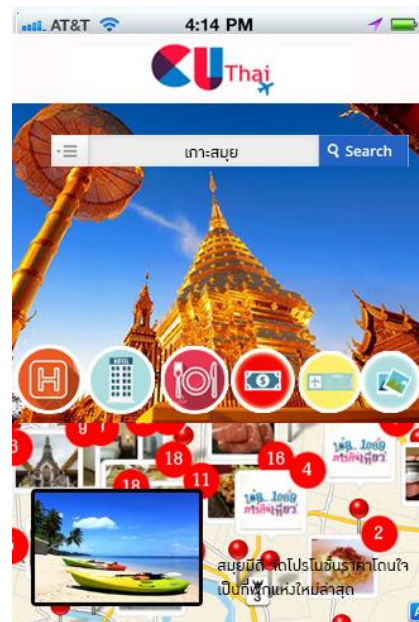 AT&T 4:14 PM
CU Thai
เกาะสมุย Search
H HOTEL $
18 16 4
18 11
2
3
สมุยมีดี จัดโปรโมชั่นราคาโดนใจ
เป็นที่พักแห่งใหม่ล่าสุด